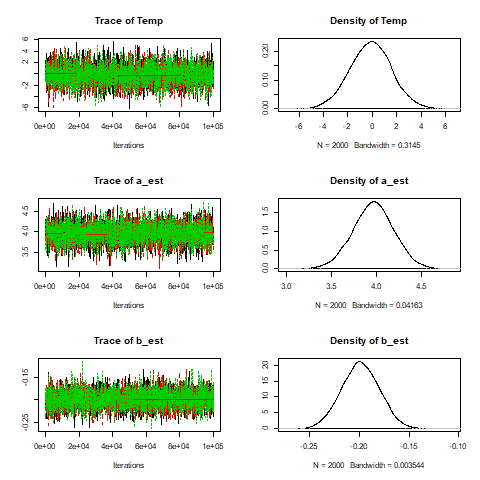 Trace of Temp
6
4
2
0
-2
-6
0e+00 2e+04 4e+04 6e+04 8e+04 1e+05
Iterations
Density of Temp
0.20
0.10
0.00
-6 -4 -2 0 2 4 6
N = 2000 Bandwidth = 0.3145
Trace of a_est
4.5
4.0
3.5
0e+00 2e+04 4e+04 6e+04 8e+04 1e+05
Iterations
Density of a_est
1.5
1.0
0.5
0.0
3.0 3.5 4.0 4.5
N = 2000 Bandwidth = 0.04163
Trace of b_est
-0.15
-0.25
0e+00 2e+04 4e+04 6e+04 8e+04 1e+05
Iterations
Density of b_est
20
15
10
5
0
-0.25 -0.20 -0.15 -0.10
N = 2000 Bandwidth = 0.003544